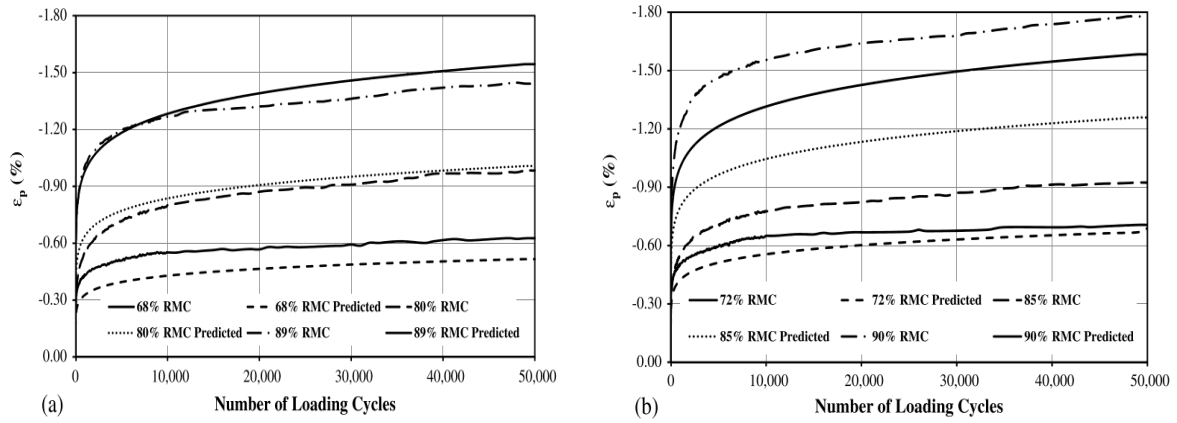 -1.80
-1.50
-1.20
-0.90
-0.60
-0.30
0.00
εp (%)
68% RMC 68% RMC Predicted 80% RMC
80% RMC Predicted 89% RMC 89% RMC Predicted
0 10,000 20,000 30,000 40,000 50,000
(a) Number of Loading Cycles
-1.80
-1.50
-1.20
-0.90
-0.60
-0.30
0.00
εp (%)
72% RMC 72% RMC Predicted 85% RMC
85% RMC Predicted 90% RMC 90% RMC Predicted
0 10,000 20,000 30,000 40,000 50,000
(b) Number of Loading Cycles